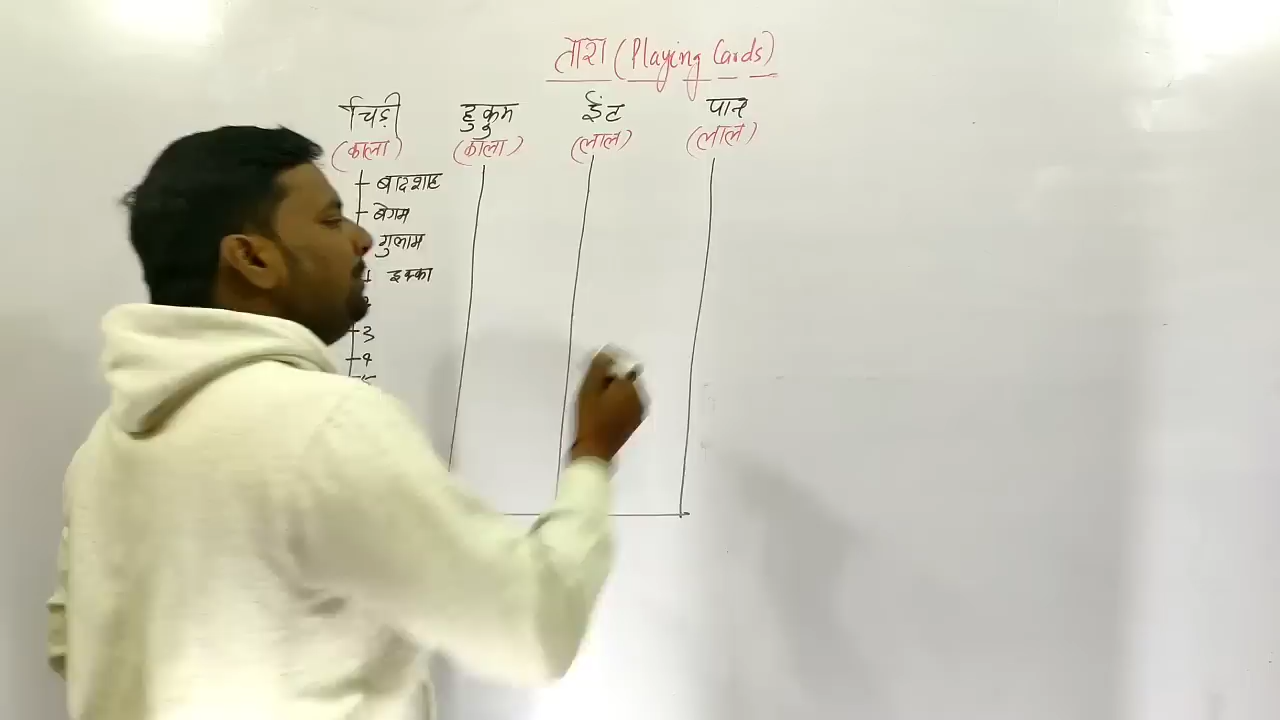 ताश (Playing Cards)
चिड़ी हुकुम ईंट पान
(काला) (काला) (लाल) (लाल)
बादशाह
बेगम
गुलाम
1 इक्का
3
4